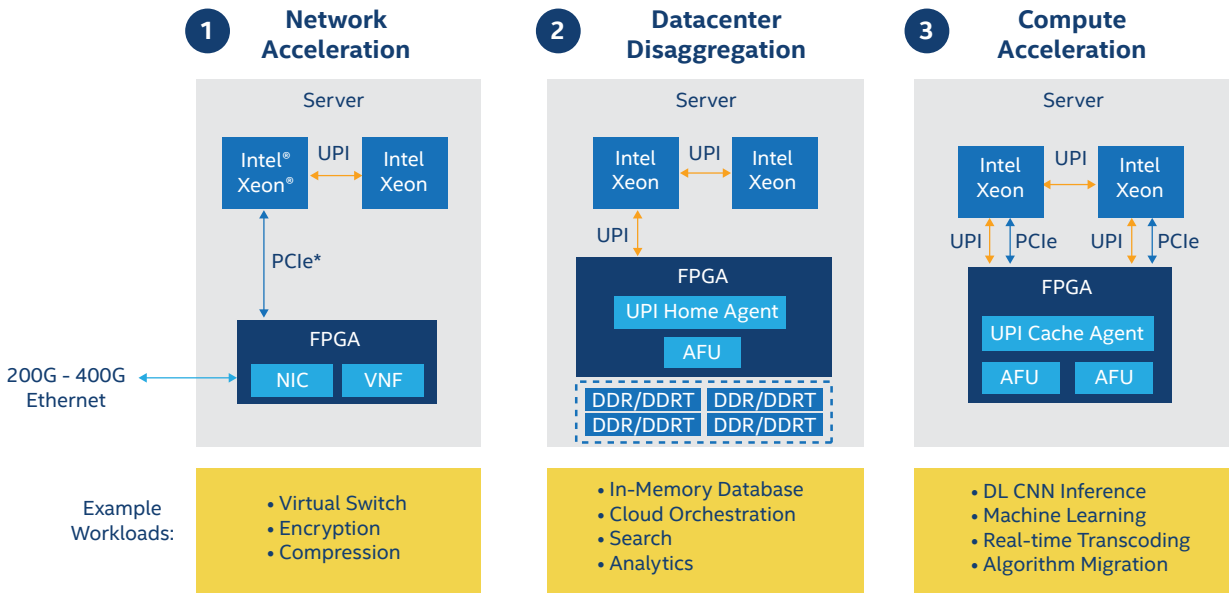 1
Network
Acceleration
Server
Intel®
Xeon®
UPI
Intel
Xeon
PCIe*
FPGA
NIC
VNF
200G - 400G
Ethernet
2
Datacenter
Disaggregation
Server
Intel
Xeon
UPI
Intel
Xeon
UPI
FPGA
UPI Home Agent
AFU
DDR/DDRT DDR/DDRT
DDR/DDRT DDR/DDRT
3
Compute
Acceleration
Server
Intel
Xeon
UPI
Intel
Xeon
UPI PCIe UPI PCIe
FPGA
UPI Cache Agent
AFU AFU
Example
Workloads:
• Virtual Switch
• Encryption
• Compression
• In-Memory Database
• Cloud Orchestration
• Search
• Analytics
• DL CNN Inference
• Machine Learning
• Real-time Transcoding
• Algorithm Migration